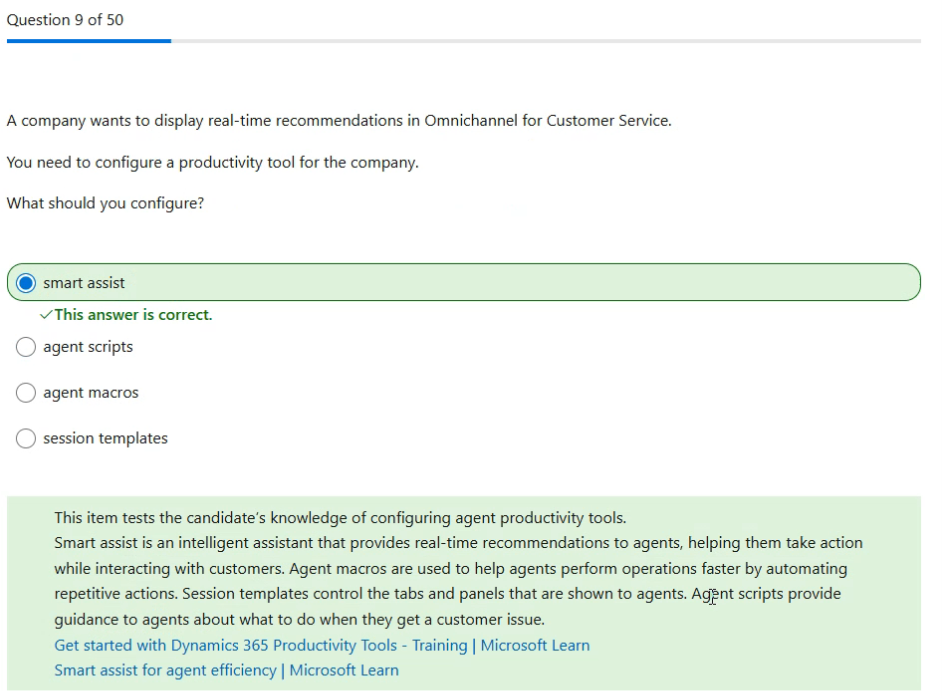 Question 9 of 50
A company wants to display real-time recommendations in Omnichannel for Customer Service.
You need to configure a productivity tool for the company.
What should you configure?
smart assist
✓This answer is correct.
agent scripts
agent macros
session templates
This item tests the candidate's knowledge of configuring agent productivity tools.
Smart assist is an intelligent assistant that provides real-time recommendations to agents, helping them take action
while interacting with customers. Agent macros are used to help agents perform operations faster by automating
repetitive actions. Session templates control the tabs and panels that are shown to agents. Agent scripts provide
guidance to agents about what to do when they get a customer issue.
Get started with Dynamics 365 Productivity Tools - Training | Microsoft Learn
Smart assist for agent efficiency | Microsoft Learn